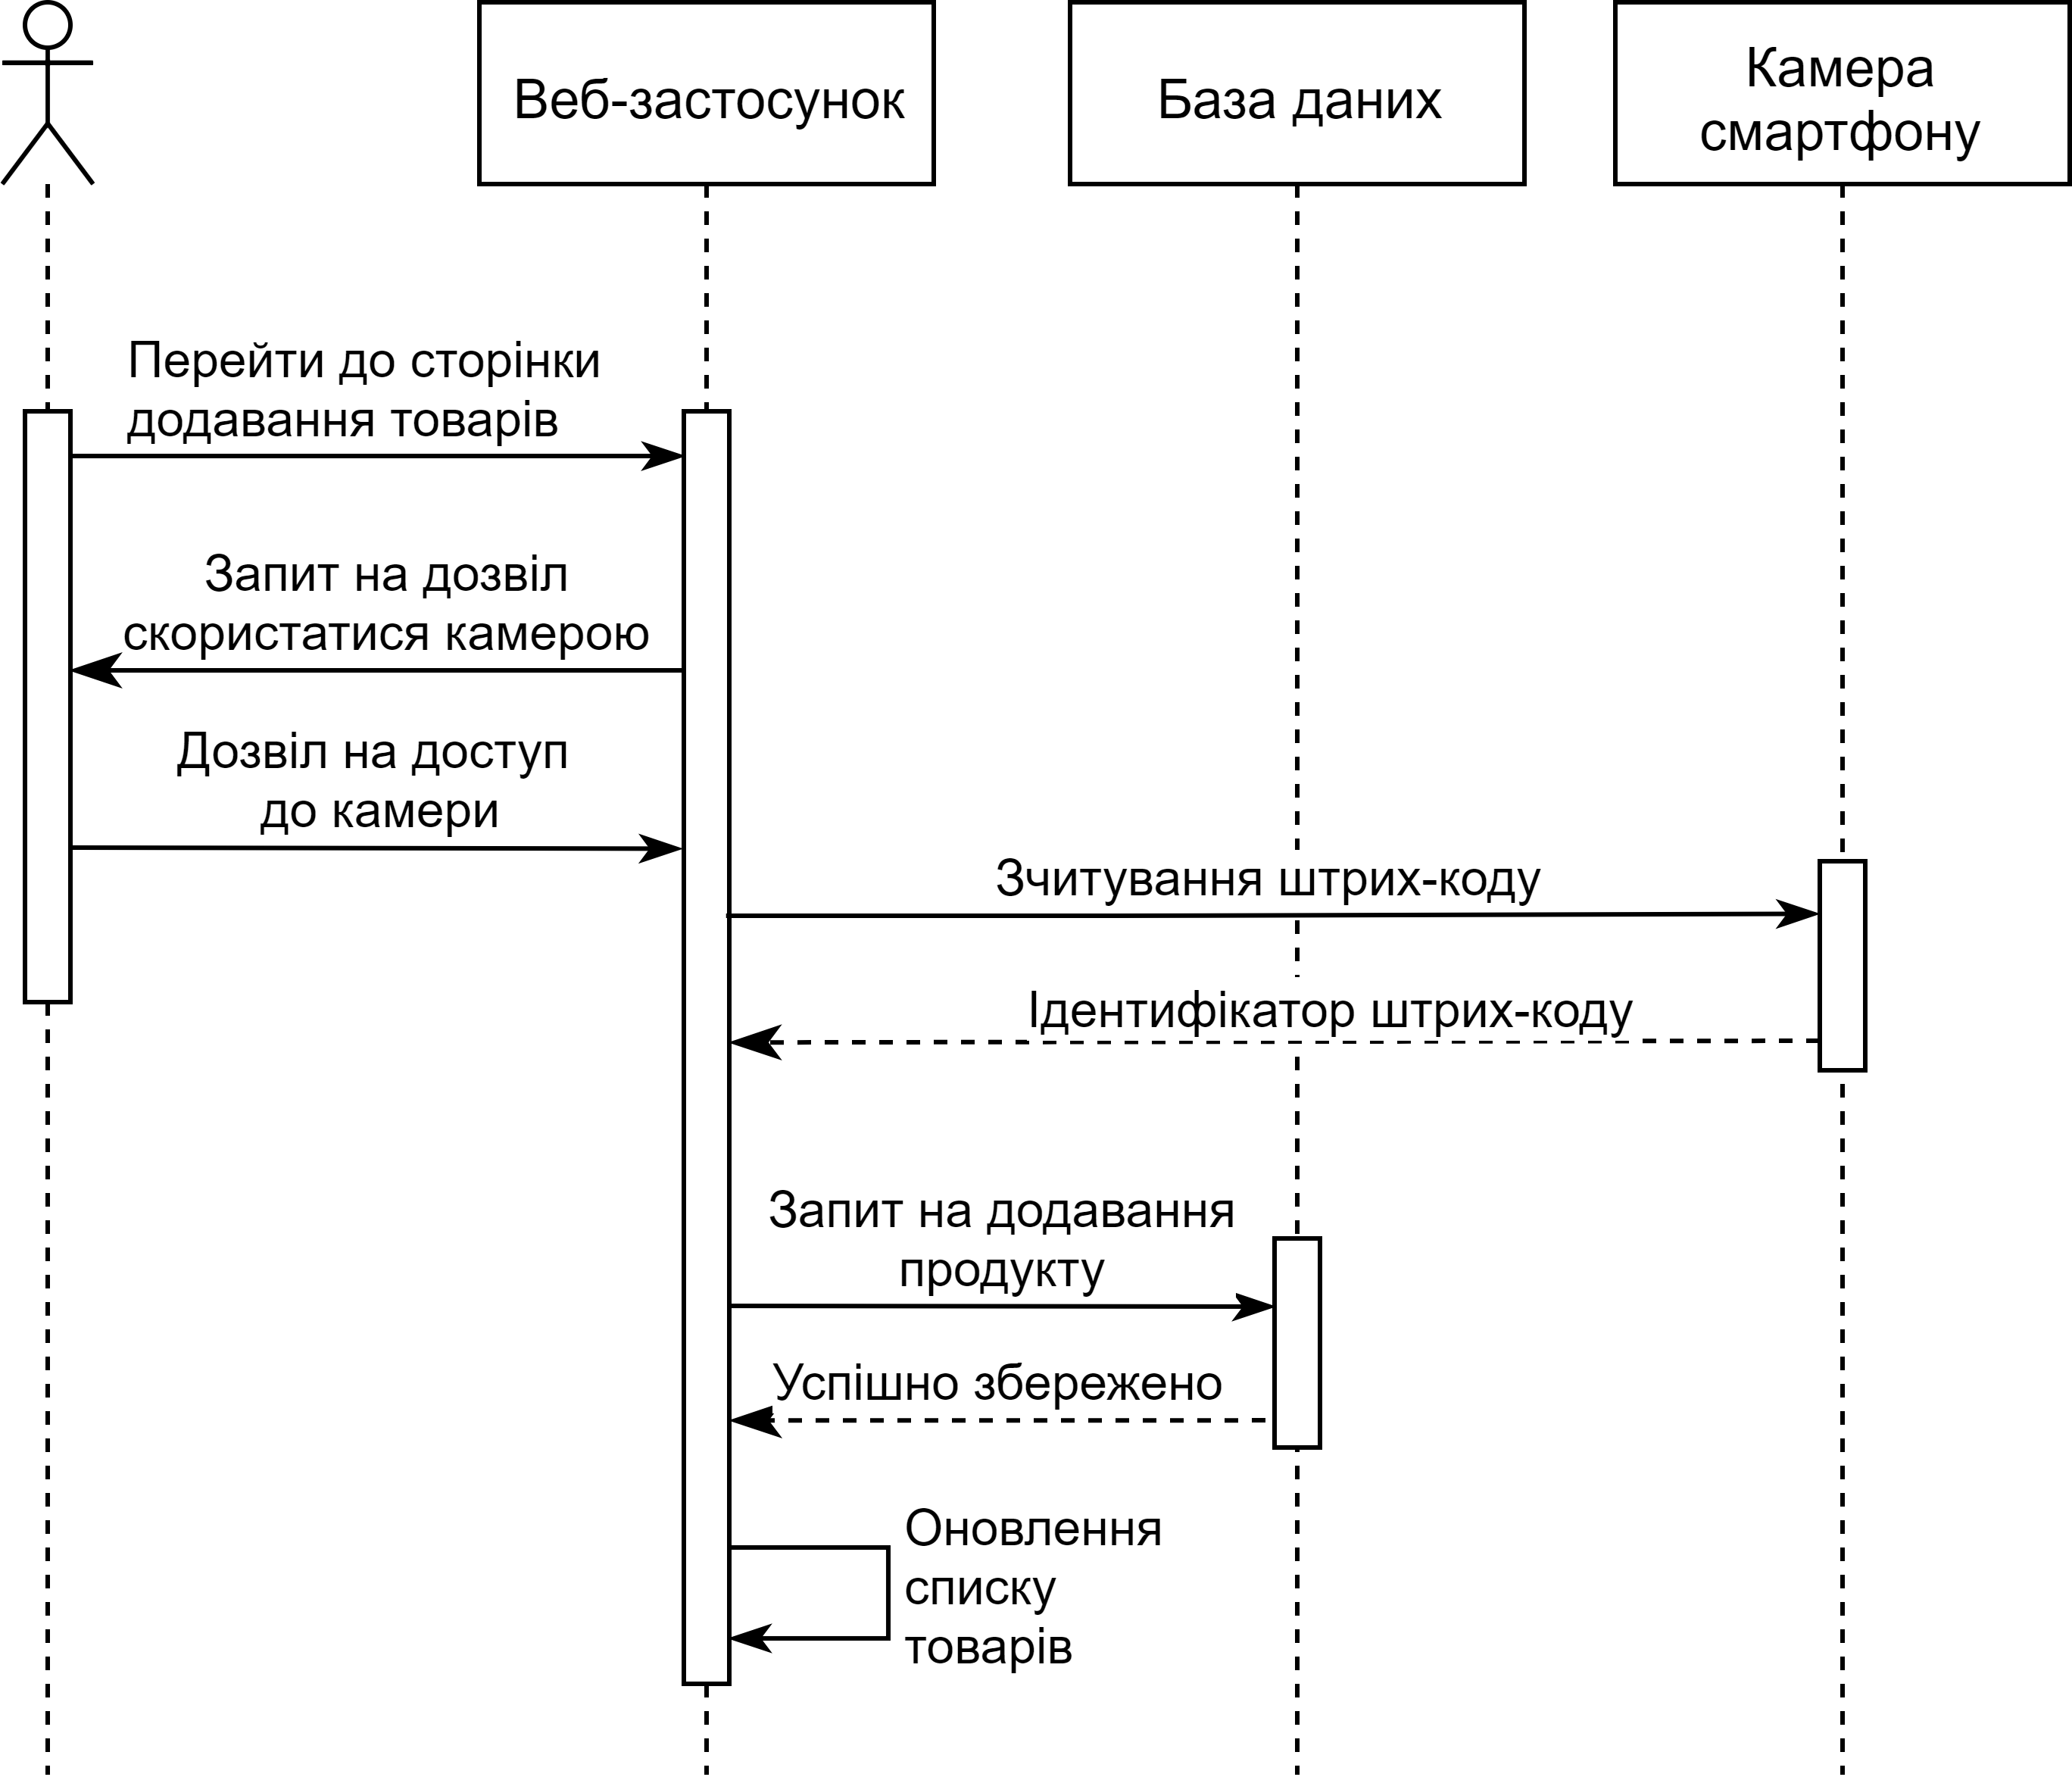 Веб-застосунок
База даних
Камера
смартфону
Перейти до сторінки
додавання товарів
Запит на дозвіл
скористатися камерою
Дозвіл на доступ
до камери
Зчитування штрих-коду
Ідентифікатор штрих-коду
Запит на додавання
продукту
Успішно збережено
Оновлення
списку
товарів